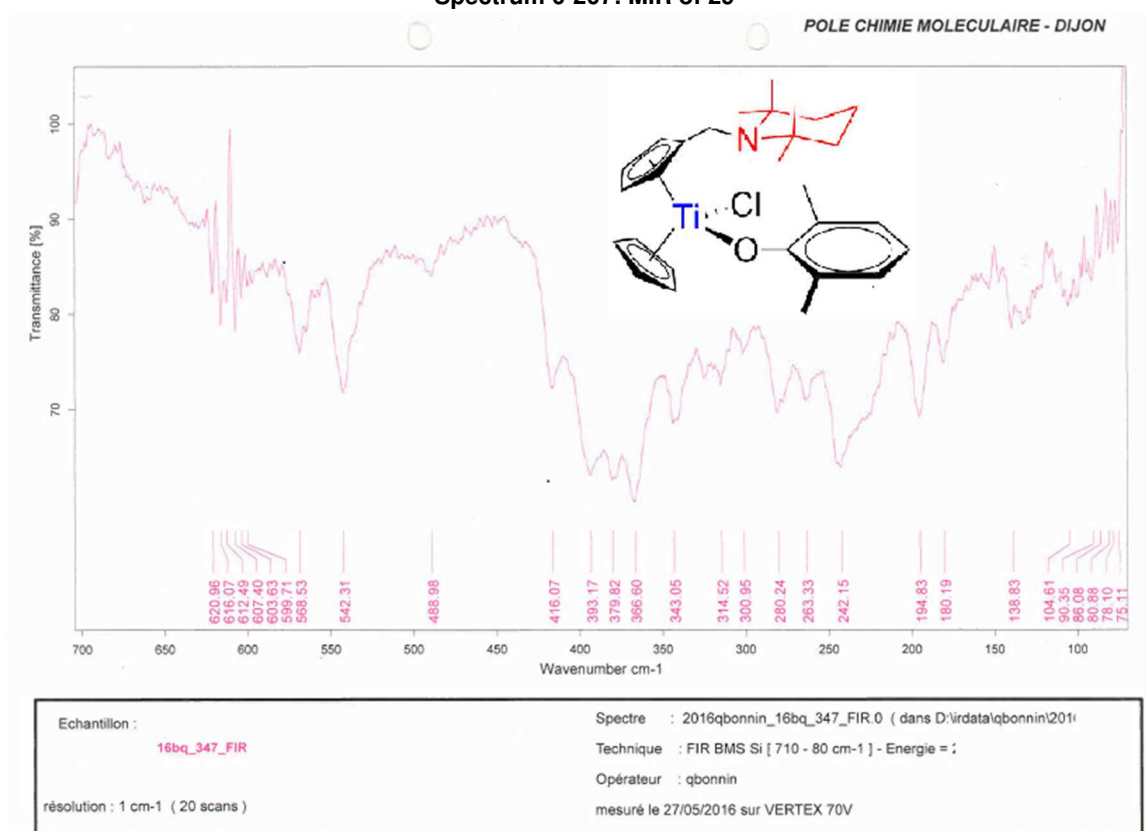 POLE CHIMIE MOLECULAIRE - DIJON
Transmittance [%]
100
90
80
70
N
Ti
Cl
O
620.96
616.07
612.49
607.40
603.63
599.71
568.53
542.31
488.98
416.07
393.17
379.82
366.60
343.05
314.52
300.95
280.24
263.33
242.15
194.83
180.19
138.83
104.61
90.35
86.08
80.88
78.10
75.11
700 650 600 550 500 450 400 350 300 250 200 150 100
Wavenumber cm-1
Echantillon :
16bq_347_FIR
résolution : 1 cm-1 ( 20 scans )
Spectre : 2016qbonnin_16bq_347_FIR.0 ( dans D:\irdata\qbonnin\201
Technique : FIR BMS Si [ 710 - 80 cm-1 ] - Energie =
Opérateur : qbonnin
mesuré le 27/05/2016 sur VERTEX 70V